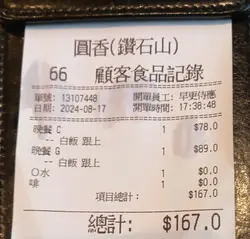 圓香(鑽石山)
66 顧客食品記錄
單號: 13107448 開單員工: 早更侍應
日期: 2024-08-17 開單時間: 17:38:48
晚餐 C 1 $78.0
-- 白飯 跟上
晚餐 G 1 $89.0
-- 白飯 跟上
O水 1 $0.0
啡 1 $0.0
項目總計: $167.0
總計: $167.0